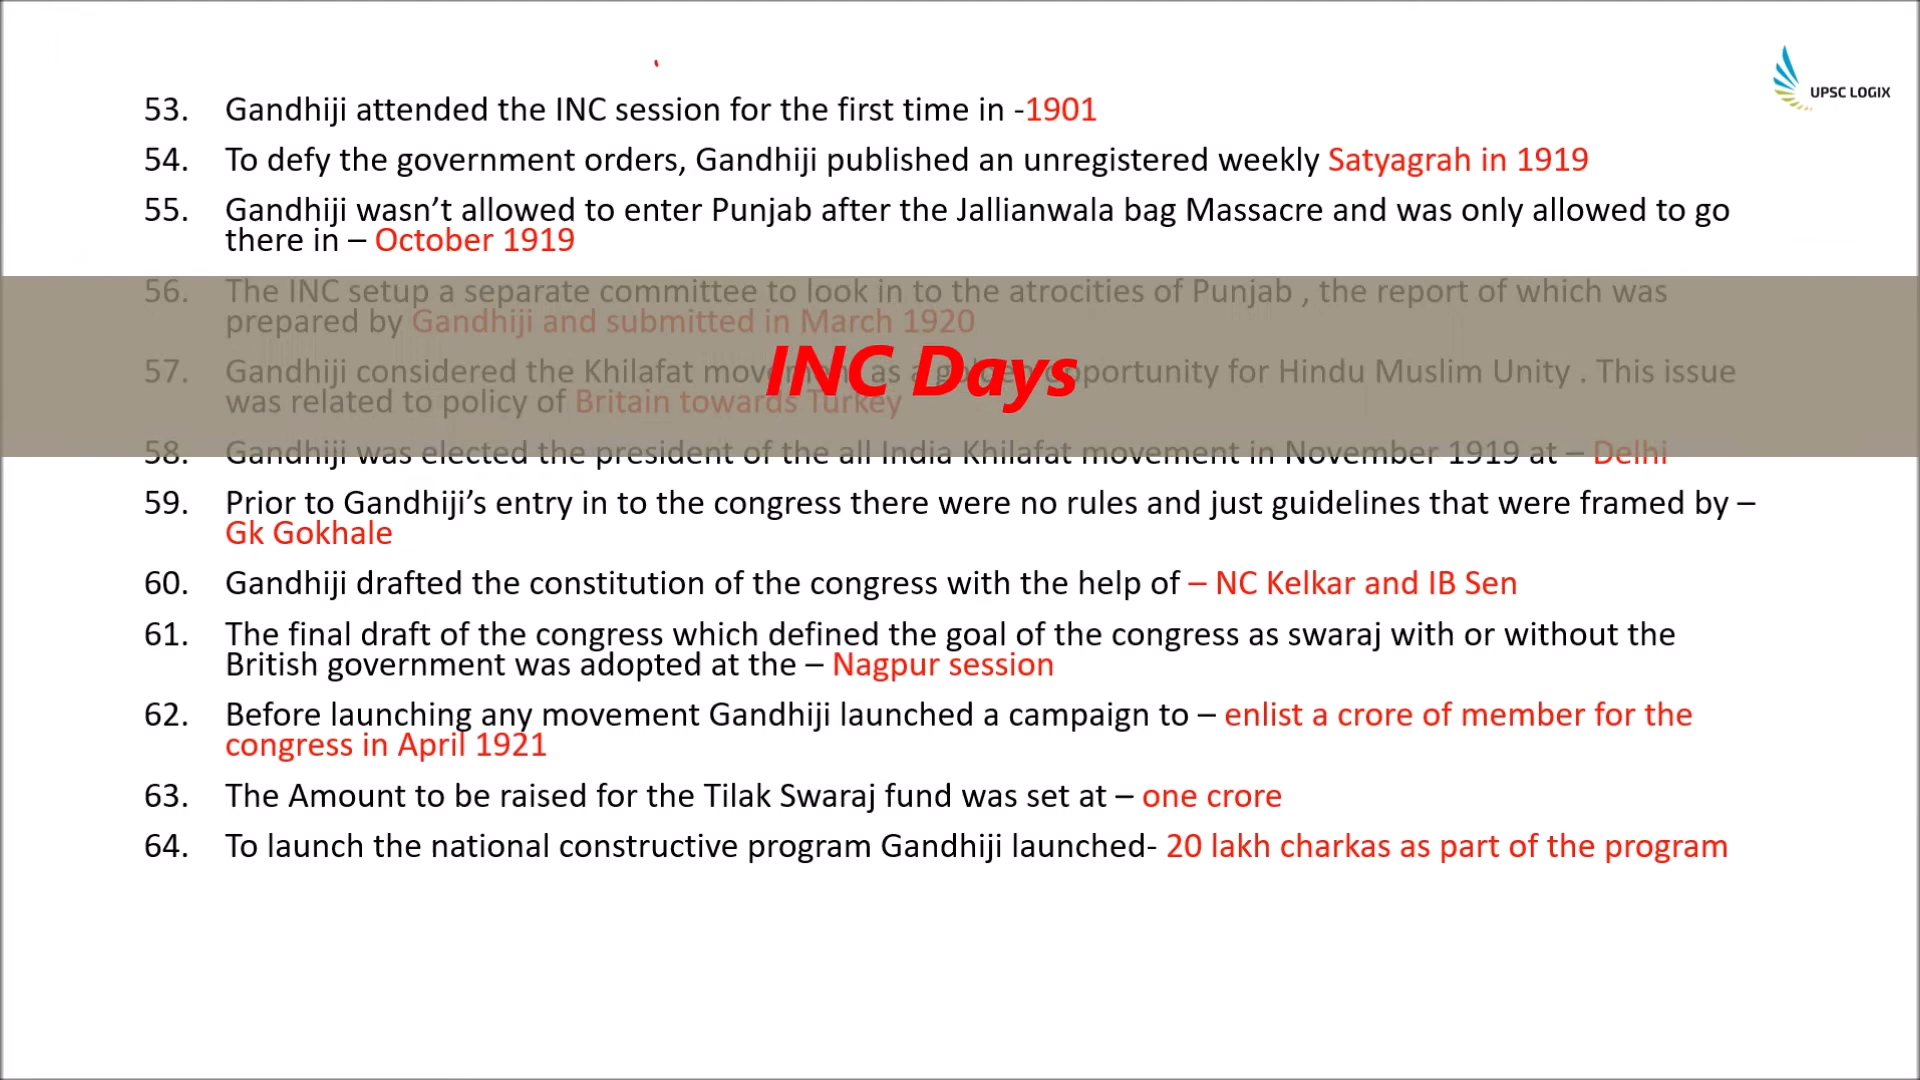 UPSC LOGIX
53. Gandhiji attended the INC session for the first time in -1901
54. To defy the government orders, Gandhiji published an unregistered weekly Satyagrah in 1919
55. Gandhiji wasn’t allowed to enter Punjab after the Jallianwala bag Massacre and was only allowed to go
there in – October 1919
56. The INC setup a separate committee to look in to the atrocities of Punjab , the report of which was
prepared by Gandhiji and submitted in March 1920
INC Days
57. Gandhiji considered the Khilafat movement as a golden opportunity for Hindu Muslim Unity . This issue
was related to policy of Britain towards Turkey
58. Gandhiji was elected the president of the all India Khilafat movement in November 1919 at – Delhi
59. Prior to Gandhiji’s entry in to the congress there were no rules and just guidelines that were framed by –
Gk Gokhale
60. Gandhiji drafted the constitution of the congress with the help of – NC Kelkar and IB Sen
61. The final draft of the congress which defined the goal of the congress as swaraj with or without the
British government was adopted at the – Nagpur session
62. Before launching any movement Gandhiji launched a campaign to – enlist a crore of member for the
congress in April 1921
63. The Amount to be raised for the Tilak Swaraj fund was set at – one crore
64. To launch the national constructive program Gandhiji launched- 20 lakh charkas as part of the program